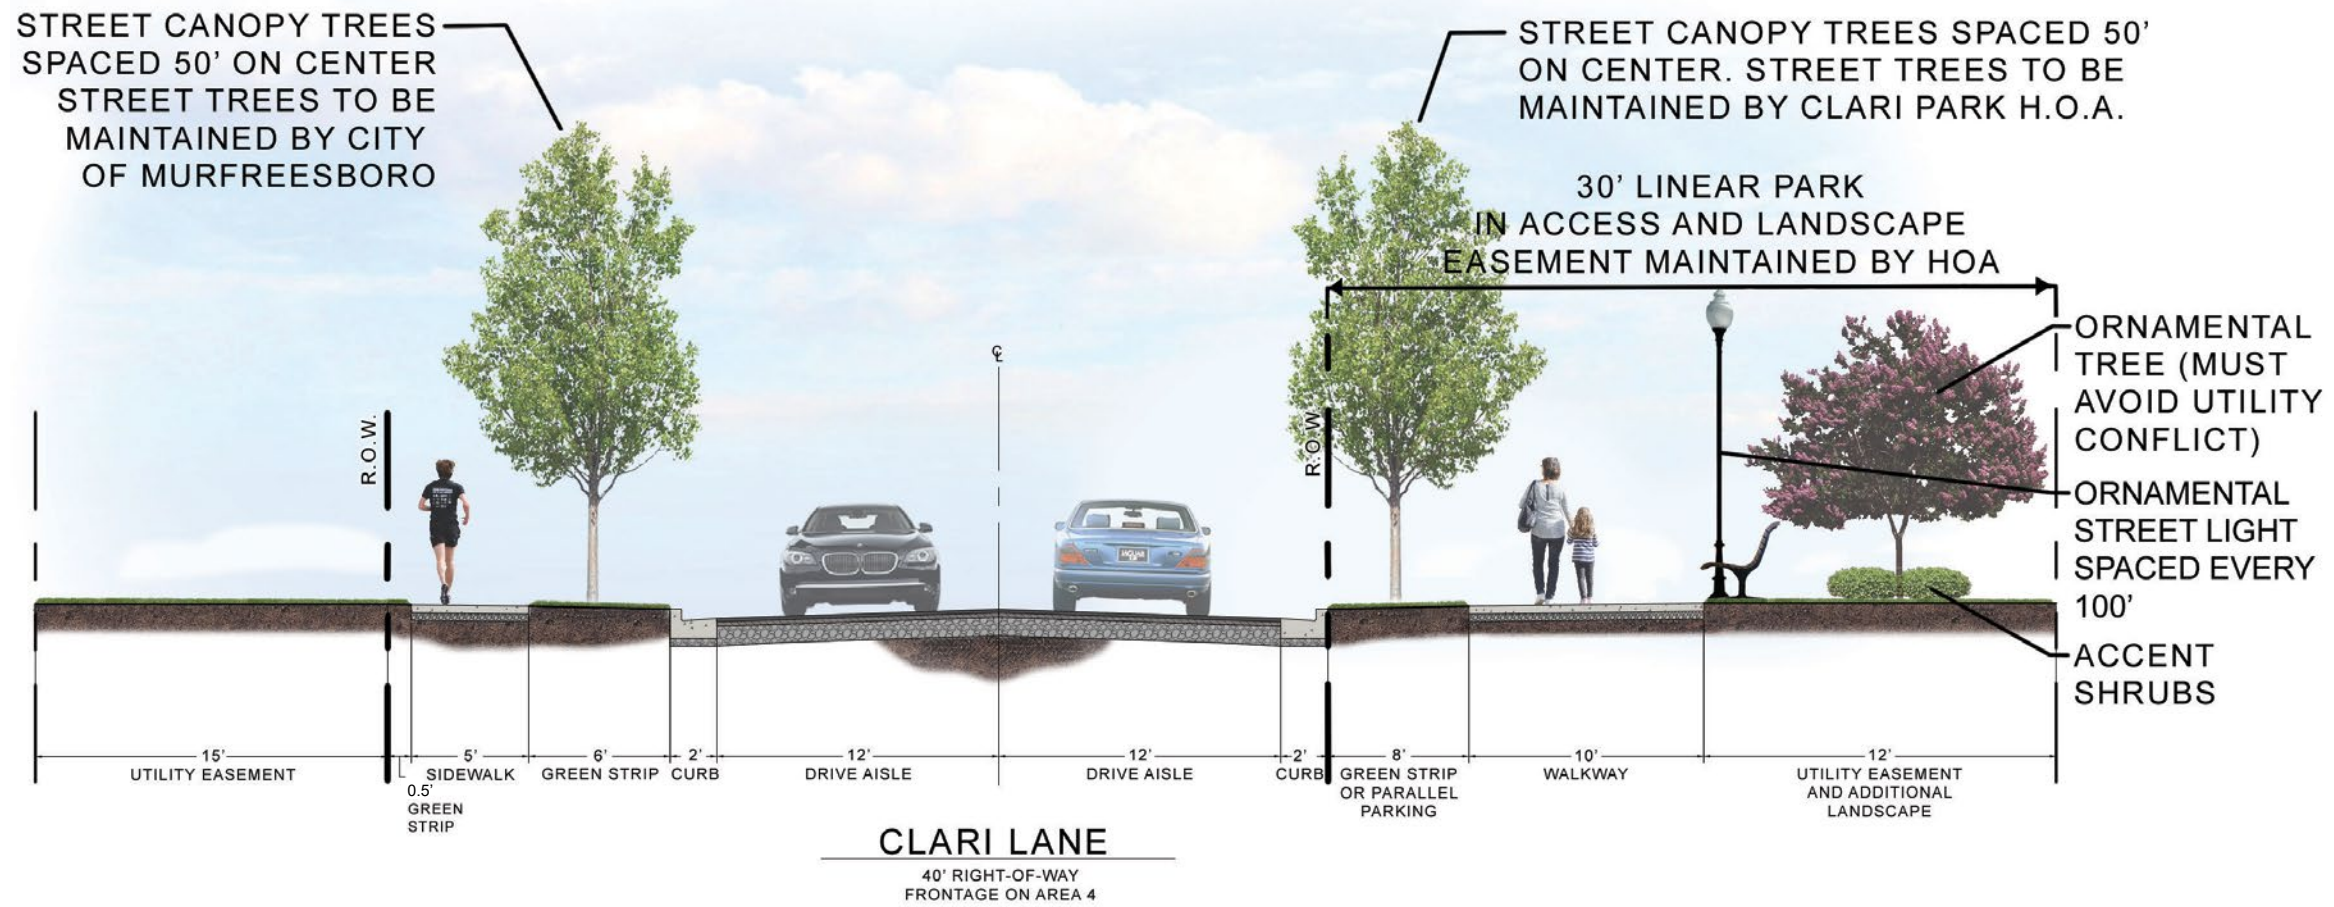 STREET CANOPY TREES
SPACED 50' ON CENTER
STREET TREES TO BE
MAINTAINED BY CITY
OF MURFREESBORO
STREET CANOPY TREES SPACED 50'
ON CENTER. STREET TREES TO BE
MAINTAINED BY CLARI PARK H.O.A.
30' LINEAR PARK
IN ACCESS AND LANDSCAPE
EASEMENT MAINTAINED BY HOA
ORNAMENTAL
TREE (MUST
AVOID UTILITY
CONFLICT)
ORNAMENTAL
STREET LIGHT
SPACED EVERY
100'
ACCENT
SHRUBS
℄
R.O.W.
R.O.W.
JAGUAR
15'
UTILITY EASEMENT
0.5'
GREEN
STRIP
5'
SIDEWALK
6'
GREEN STRIP
2'
CURB
12'
DRIVE AISLE
12'
DRIVE AISLE
2'
CURB
8'
GREEN STRIP
OR PARALLEL
PARKING
10'
WALKWAY
12'
UTILITY EASEMENT
AND ADDITIONAL
LANDSCAPE
CLARI LANE
40' RIGHT-OF-WAY
FRONTAGE ON AREA 4